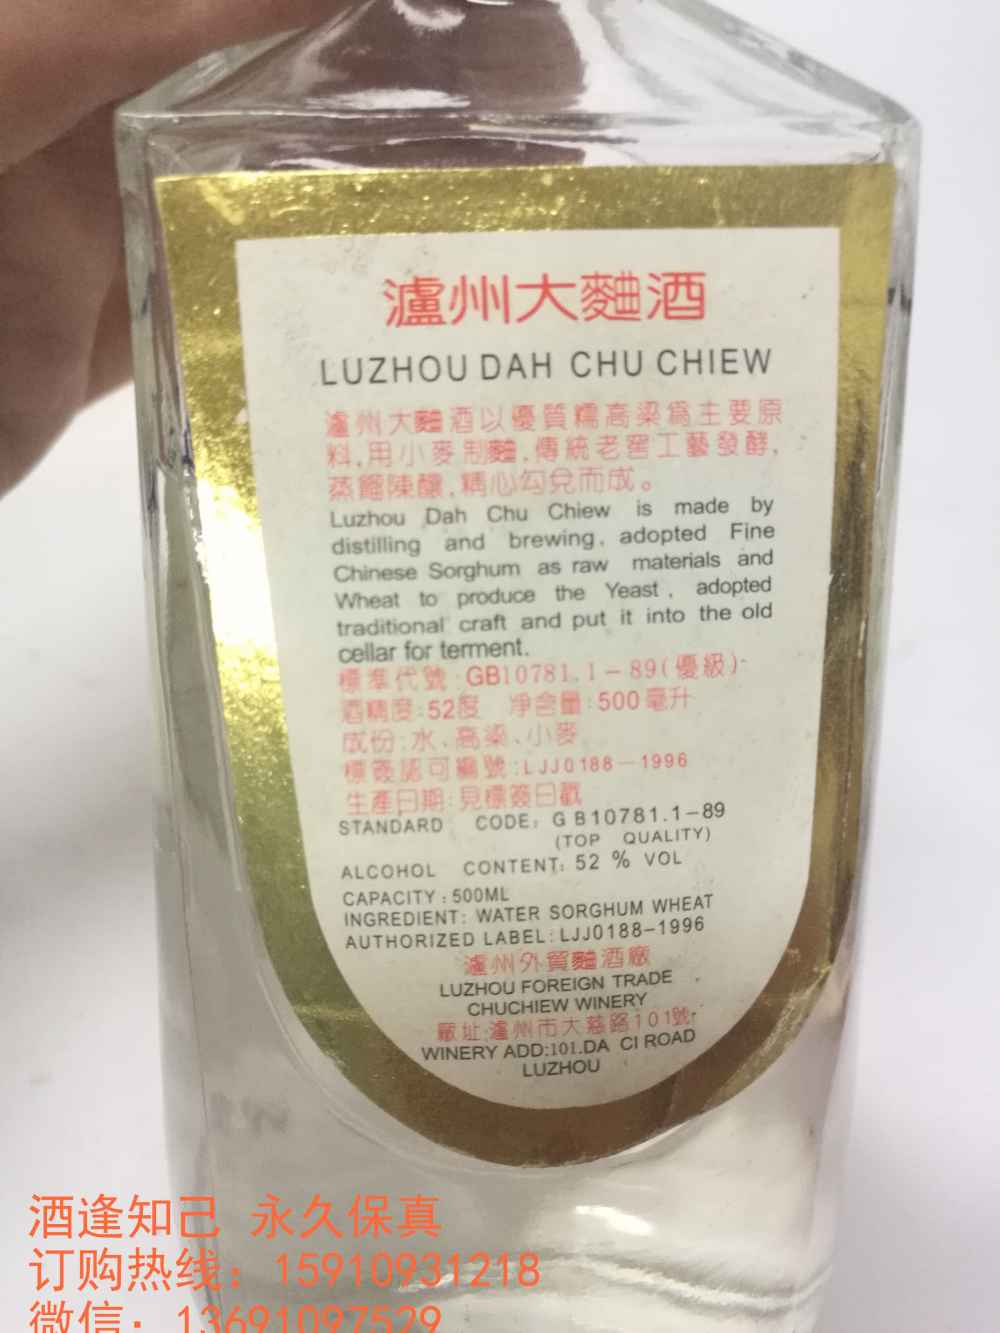 瀘州大麯酒
LUZHOU DAH CHU CHIEW
瀘州大麯酒以優質糯高梁爲主要原
料,用小麥制麯,傳統老窖工藝發酵,
蒸餾陳釀,精心勾兌而成。
Luzhou Dah Chu Chiew is made by
distilling and brewing, adopted Fine
Chinese Sorghum as raw materials and
Wheat to produce the Yeast, adopted
traditional craft and put it into the old
cellar for terment.
標準代號:GB10781.1-89(優級)
酒精度:52度 净含量:500毫升
成份:水、高梁、小麥
標簽認可編號:LJJ0188-1996
生產日期:見標簽日戳
STANDARD CODE: GB10781.1-89
(TOP QUALITY)
ALCOHOL CONTENT: 52 % VOL
CAPACITY: 500ML
INGREDIENT: WATER SORGHUM WHEAT
AUTHORIZED LABEL: LJJ0188-1996
瀘州外貿麯酒廠
LUZHOU FOREIGN TRADE
CHUCHIEW WINERY
廠址:瀘州市大慈路101號
WINERY ADD:101.DA CI ROAD
LUZHOU
酒逢知己 永久保真
订购热线：15910931218
微信：13691097529